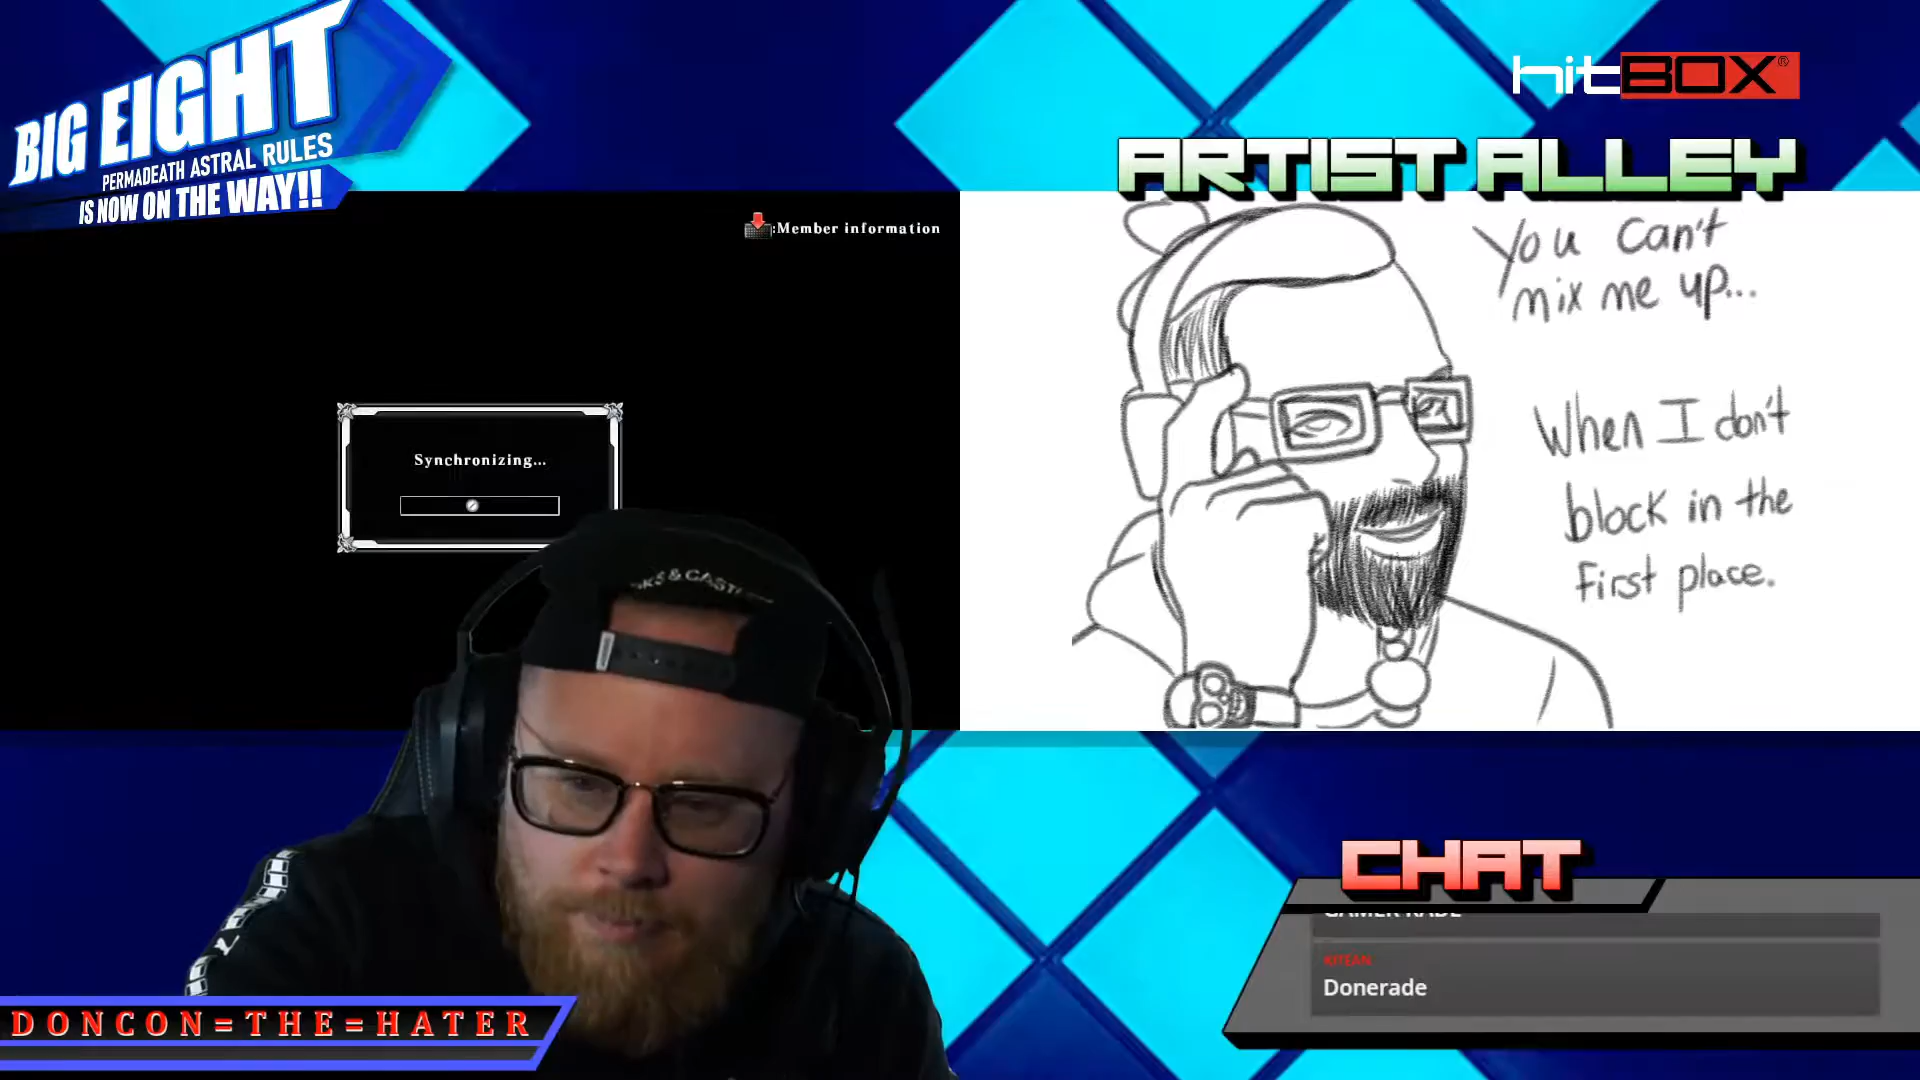 BIG EIGHT
PERMADEATH ASTRAL RULES
IS NOW ON THE WAY!!
hitBOX®
ARTIST ALLEY
:Member information
You can't
mix me up...
When I don't
block in the
first place.
Synchronizing...
CHAT
KITEAN
Donerade
DONCON=THE=HATER